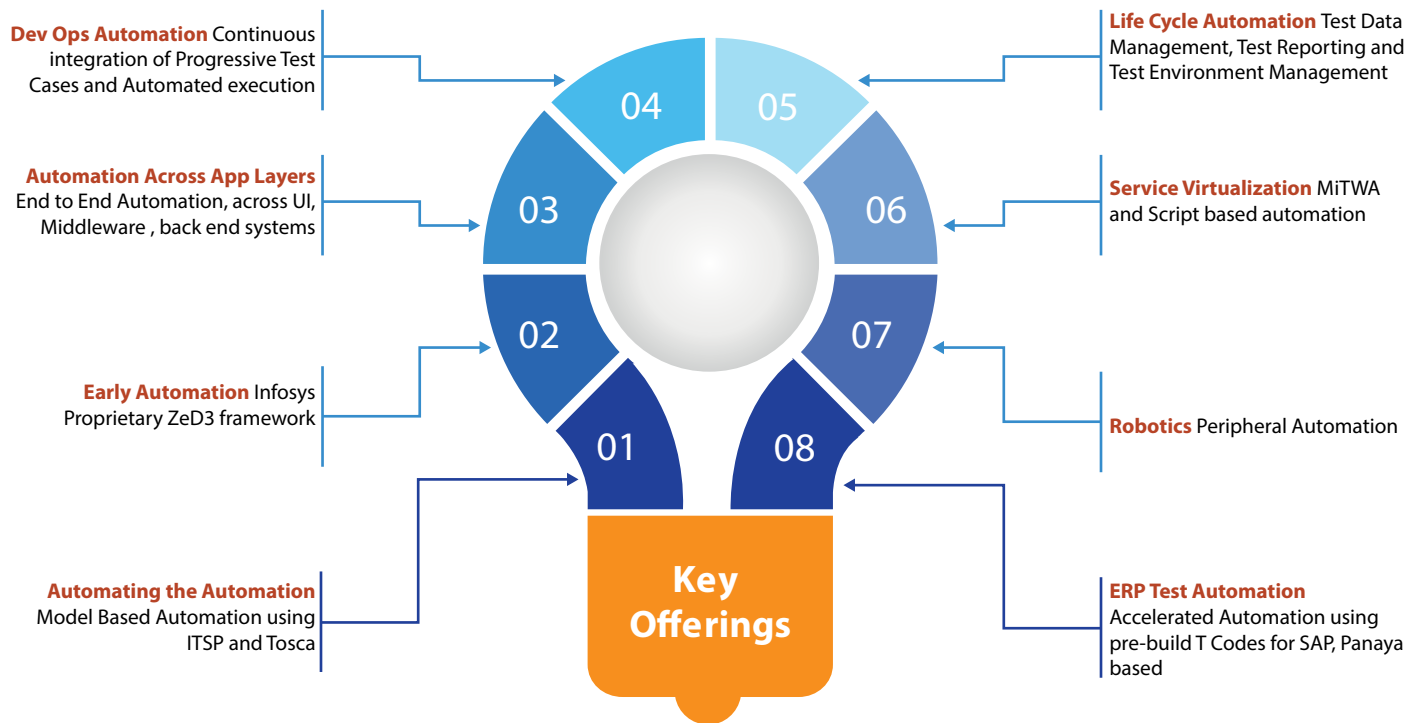 Dev Ops Automation Continuous
integration of Progressive Test
Cases and Automated execution
Automation Across App Layers
End to End Automation, across UI,
Middleware , back end systems
Early Automation Infosys
Proprietary ZeD3 framework
Automating the Automation
Model Based Automation using
ITSP and Tosca
04
05
03
06
02
07
01
08
Key
Offerings
Life Cycle Automation Test Data
Management, Test Reporting and
Test Environment Management
Service Virtualization MiTWA
and Script based automation
Robotics Peripheral Automation
ERP Test Automation
Accelerated Automation using
pre-build T Codes for SAP, Panaya
based